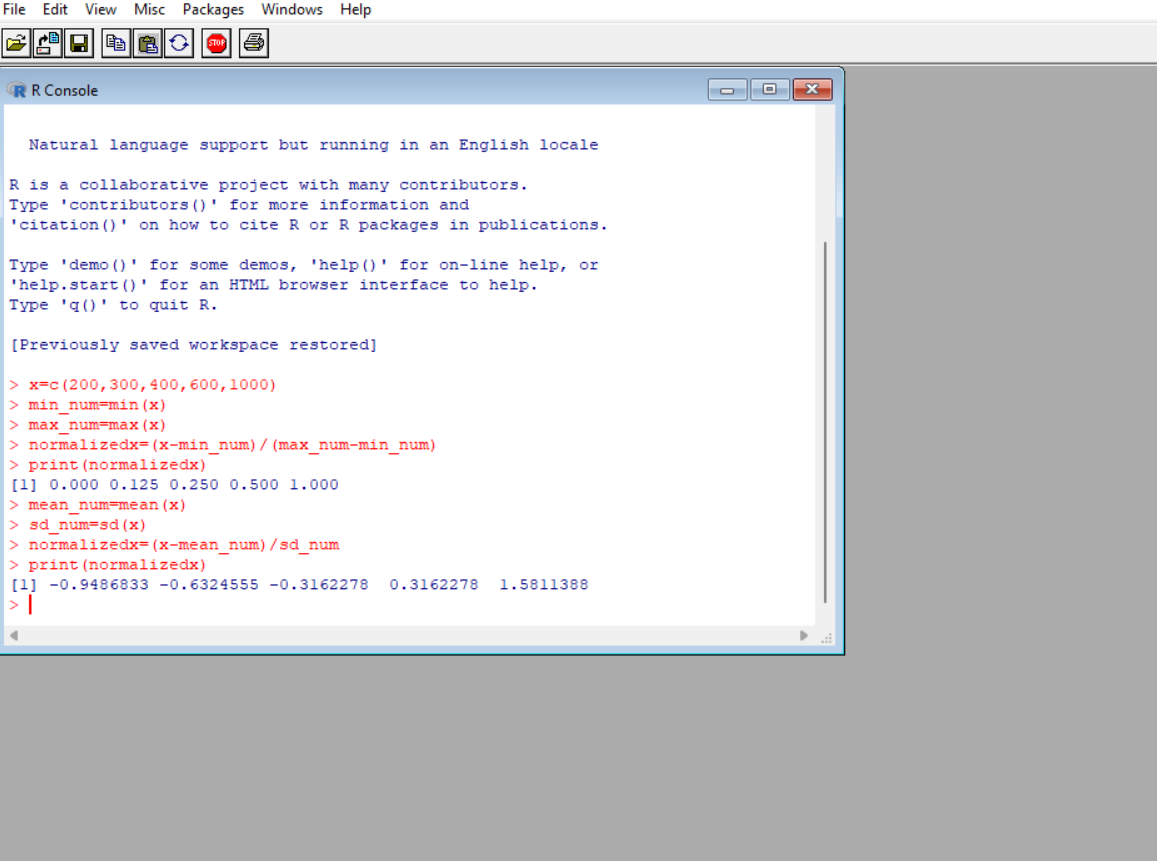 File Edit View Misc Packages Windows Help
STOP
R Console
Natural language support but running in an English locale
R is a collaborative project with many contributors.
Type 'contributors()' for more information and
'citation()' on how to cite R or R packages in publications.
Type 'demo()' for some demos, 'help()' for on-line help, or
'help.start()' for an HTML browser interface to help.
Type 'q()' to quit R.
[Previously saved workspace restored]
> x=c(200,300,400,600,1000)
> min_num=min(x)
> max_num=max(x)
> normalizedx=(x-min_num)/(max_num-min_num)
> print(normalizedx)
[1] 0.000 0.125 0.250 0.500 1.000
> mean_num=mean(x)
> sd_num=sd(x)
> normalizedx=(x-mean_num)/sd_num
> print(normalizedx)
[1] -0.9486833 -0.6324555 -0.3162278  0.3162278  1.5811388
>